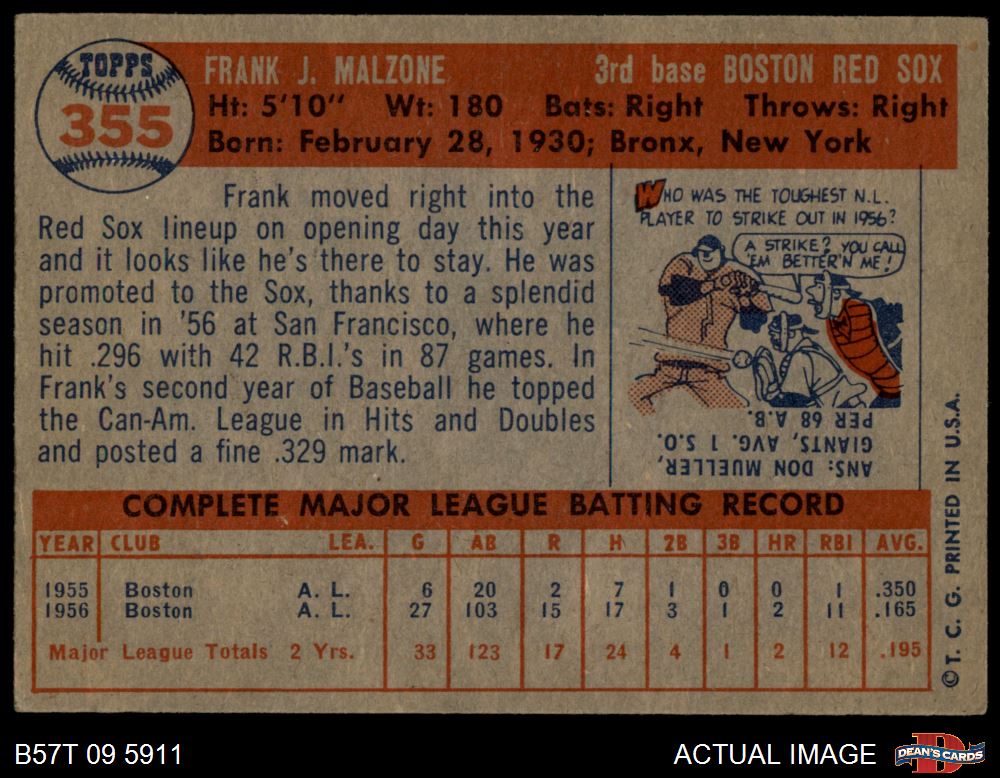 TOPPS
355
FRANK J. MALZONE 3rd base BOSTON RED SOX
Ht: 5'10" Wt: 180 Bats: Right Throws: Right
Born: February 28, 1930; Bronx, New York
Frank moved right into the
Red Sox lineup on opening day this year
and it looks like he's there to stay. He was
promoted to the Sox, thanks to a splendid
season in '56 at San Francisco, where he
hit .296 with 42 R.B.I.'s in 87 games. In
Frank's second year of Baseball he topped
the Can-Am. League in Hits and Doubles
and posted a fine .329 mark.
WHO WAS THE TOUGHEST N.L.
PLAYER TO STRIKE OUT IN 1956?
A STRIKE? YOU CALL
'EM BETTER'N ME!
ANS: DON MUELLER,
GIANTS, AVG. 1 S.O.
PER 68 A.B.
COMPLETE MAJOR LEAGUE BATTING RECORD
YEAR CLUB LEA. G AB R H 2B 3B HR RBI AVG.
1955 Boston A. L. 6 20 2 7 1 0 0 1 .350
1956 Boston A. L. 27 103 15 17 3 1 2 11 .165
Major League Totals 2 Yrs. 33 123 17 24 4 1 2 12 .195
©T. C. G. PRINTED IN U.S.A.
B57T 09 5911 ACTUAL IMAGE DEAN'S CARDS